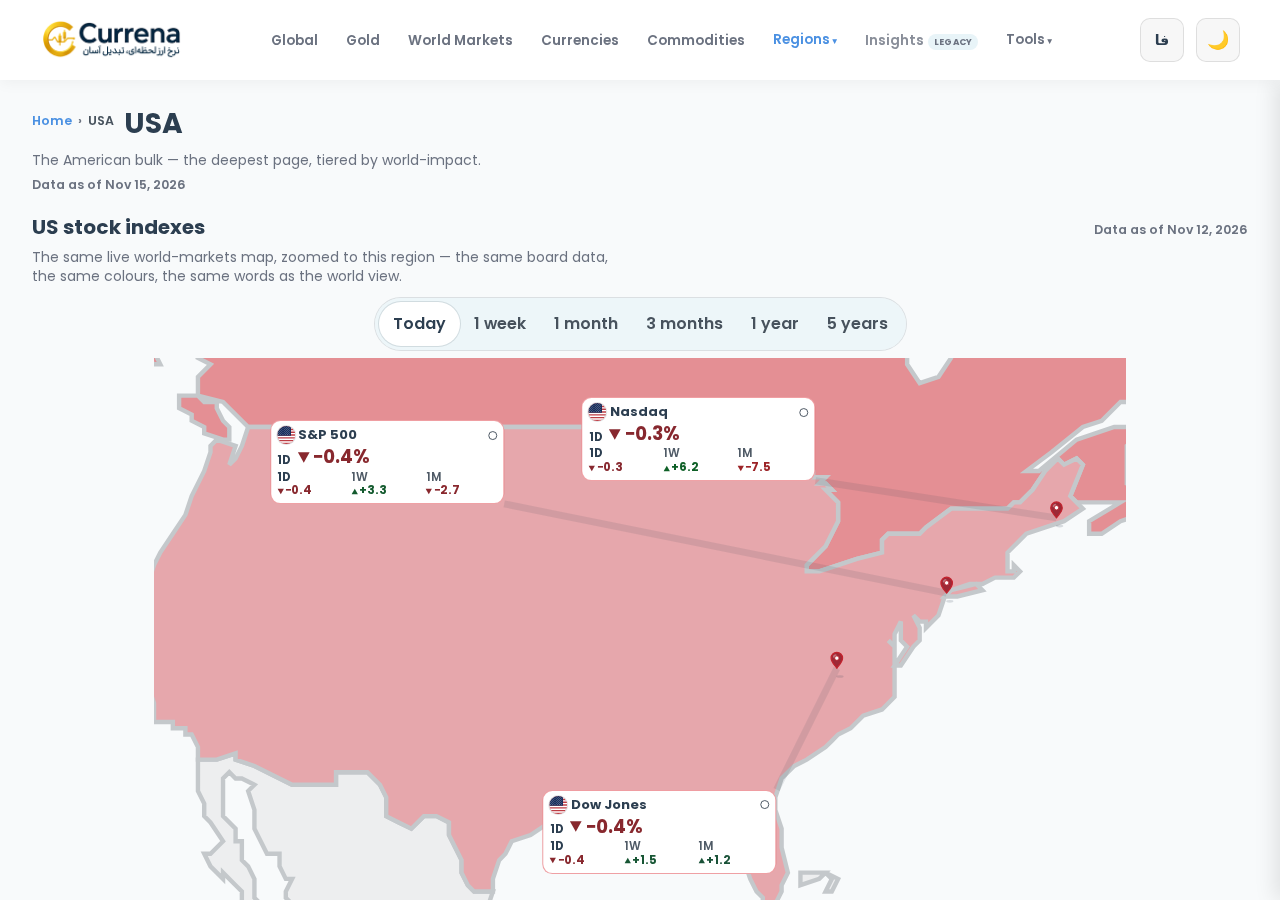 Currena
نرخ ارز لحظه‌ای، تبدیل آسان
Global Gold World Markets Currencies Commodities Regions ▾ Insights LEGACY Tools ▾
فا
Home › USA USA
The American bulk — the deepest page, tiered by world-impact.
Data as of Nov 15, 2026
US stock indexes
Data as of Nov 12, 2026
The same live world-markets map, zoomed to this region — the same board data,
the same colours, the same words as the world view.
Today 1 week 1 month 3 months 1 year 5 years
Nasdaq
1D ▼ -0.3%
1D 1W 1M
▼-0.3 ▲+6.2 ▼-7.5
S&P 500
1D ▼ -0.4%
1D 1W 1M
▼-0.4 ▲+3.3 ▼-2.7
Dow Jones
1D ▼ -0.4%
1D 1W 1M
▼-0.4 ▲+1.5 ▲+1.2